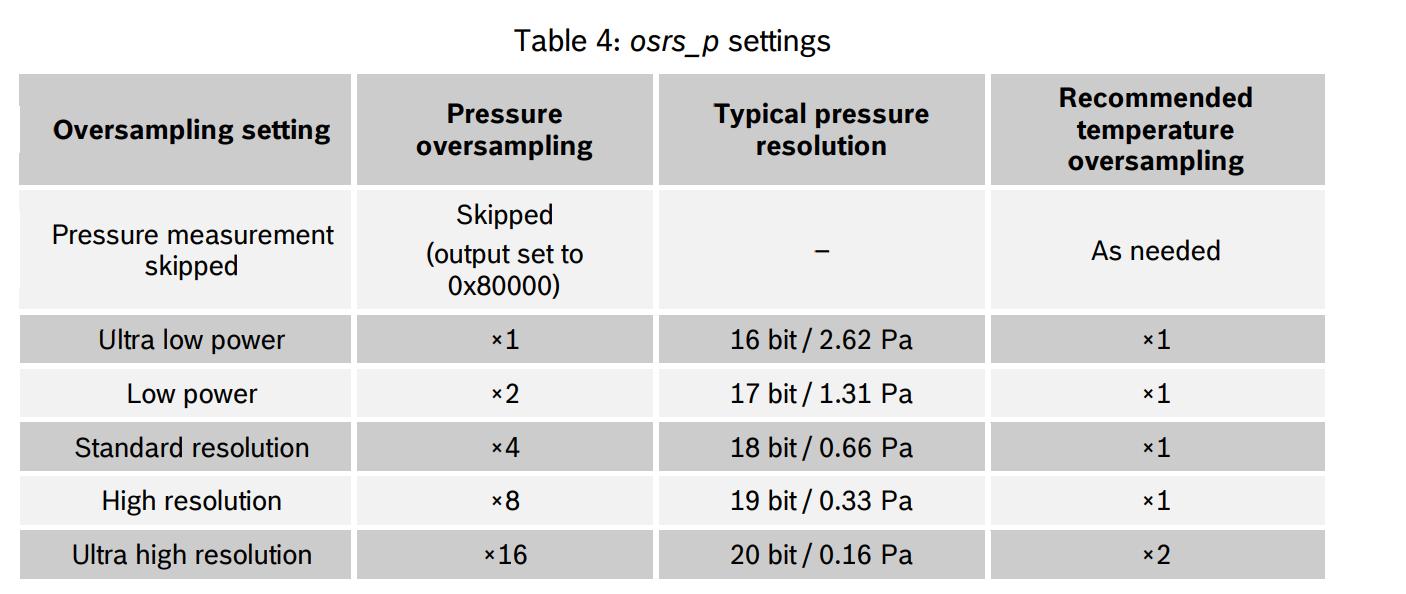 Table 4: osrs_p settings
Oversampling setting
Pressure
oversampling
Typical pressure
resolution
Recommended
temperature
oversampling
Pressure measurement
skipped
Skipped
(output set to
0x80000)
–
As needed
Ultra low power
×1
16 bit / 2.62 Pa
×1
Low power
×2
17 bit / 1.31 Pa
×1
Standard resolution
×4
18 bit / 0.66 Pa
×1
High resolution
×8
19 bit / 0.33 Pa
×1
Ultra high resolution
×16
20 bit / 0.16 Pa
×2